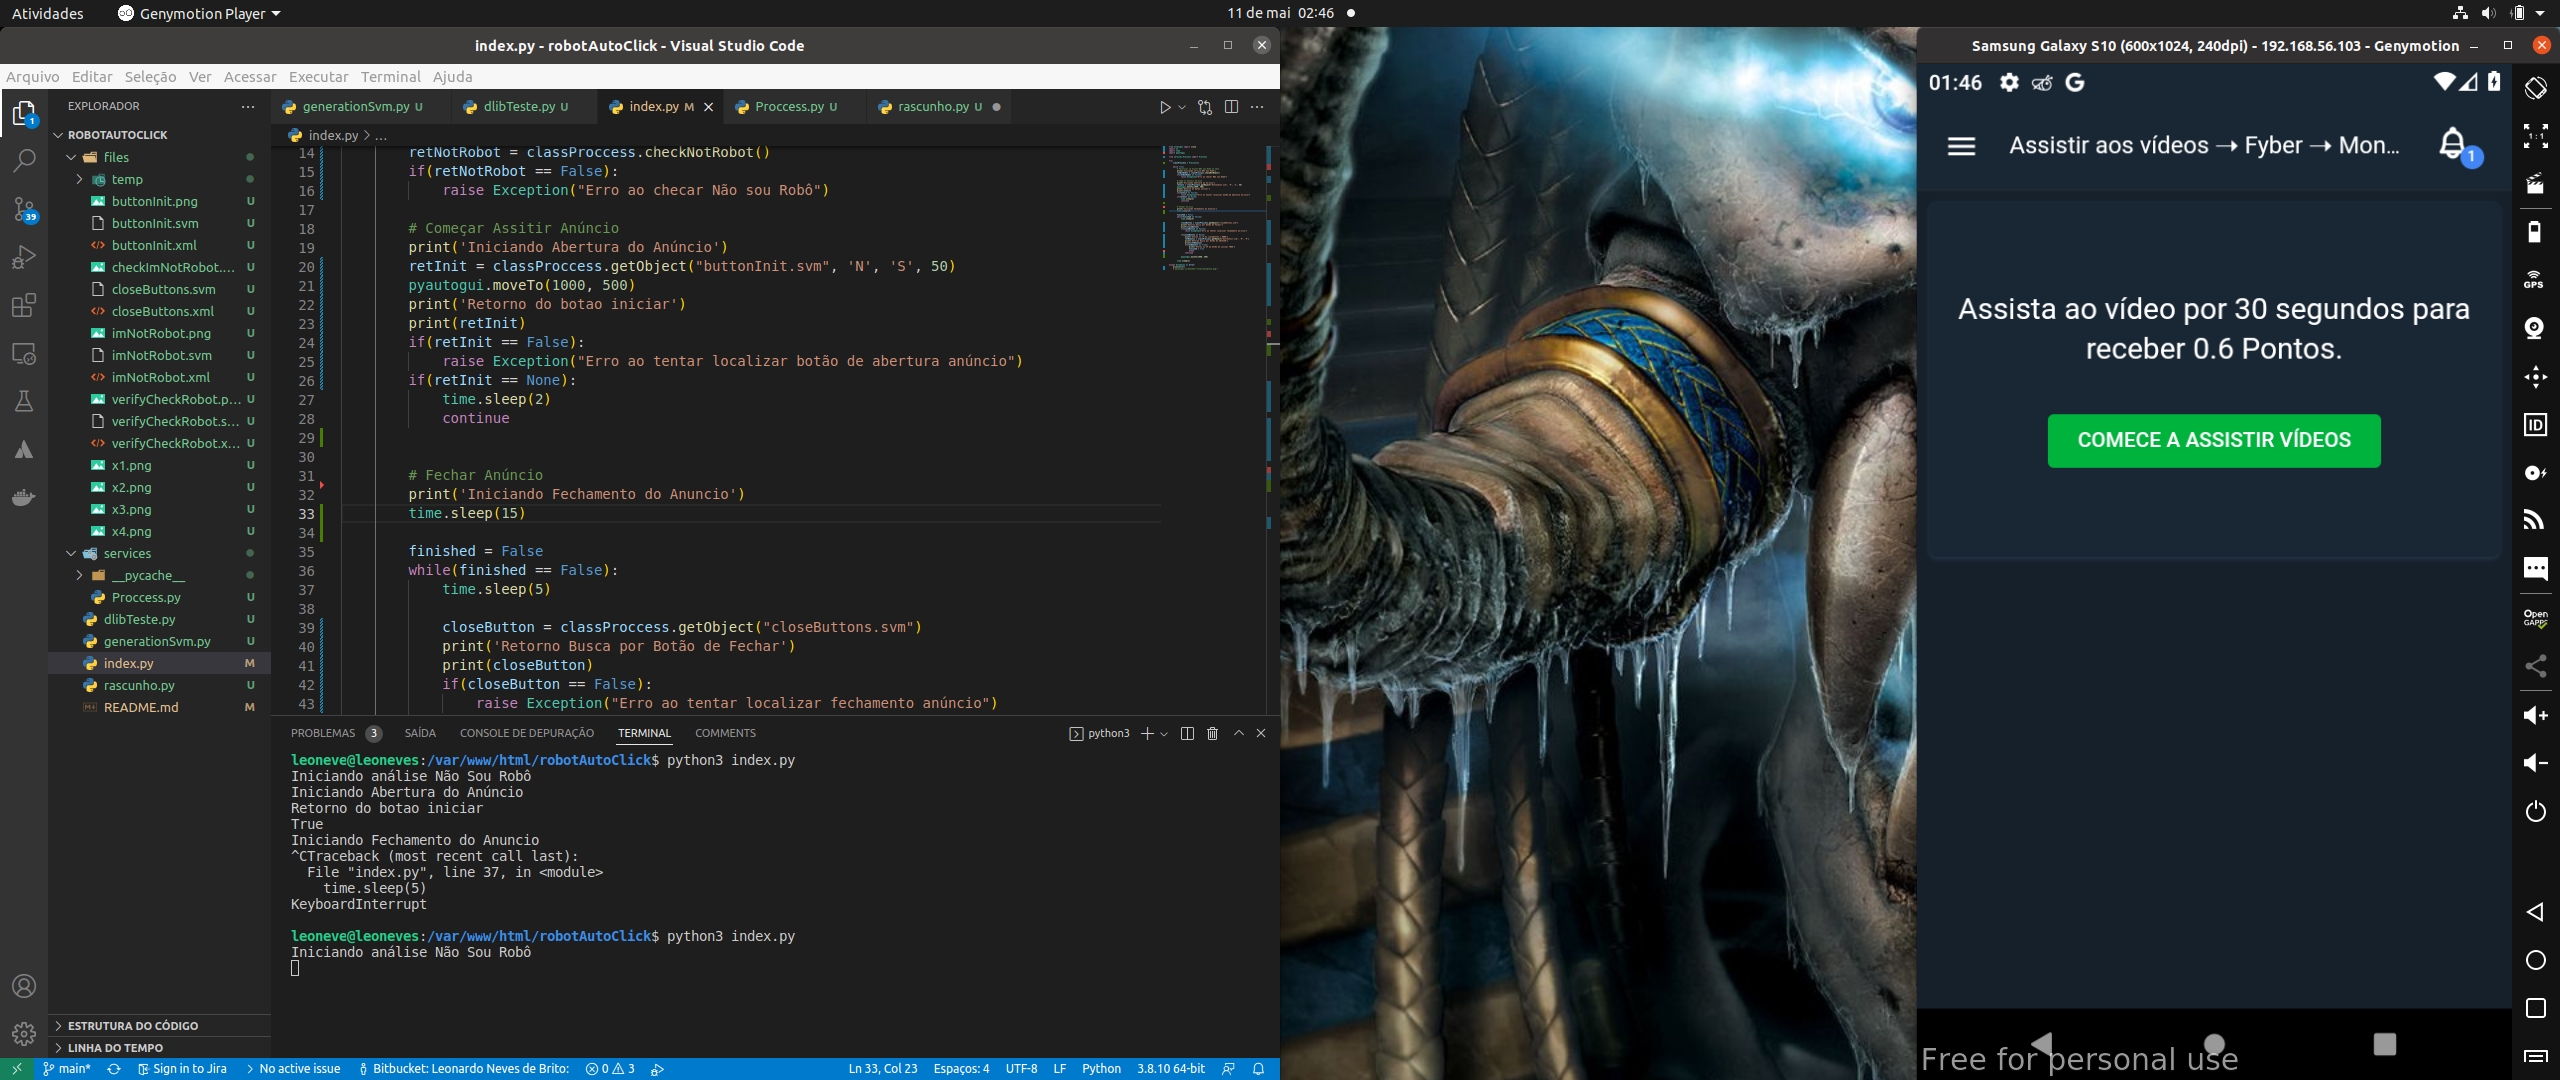 Atividades
Genymotion Player
11 de mai 02:46
index.py - robotAutoClick - Visual Studio Code
Arquivo Editar Seleção Ver Acessar Executar Terminal Ajuda
EXPLORADOR
ROBOTAUTOCLICK
files
temp
buttonInit.png U
buttonInit.svm U
buttonInit.xml U
checkImNotRobot.... U
closeButtons.svm U
closeButtons.xml U
imNotRobot.png U
imNotRobot.svm U
imNotRobot.xml U
verifyCheckRobot.p... U
verifyCheckRobot.s... U
verifyCheckRobot.x... U
x1.png U
x2.png U
x3.png U
x4.png U
services
__pycache__
Proccess.py U
dlibTeste.py U
generationSvm.py U
index.py M
rascunho.py U
README.md M
ESTRUTURA DO CÓDIGO
LINHA DO TEMPO
1
39
generationSvm.py U dlibTeste.py U index.py M Proccess.py U rascunho.py U
index.py > ...
14 retNotRobot = classProccess.checkNotRobot()
15 if(retNotRobot == False):
16 raise Exception("Erro ao checar Não sou Robô")
17
18 # Começar Assitir Anúncio
19 print('Iniciando Abertura do Anúncio')
20 retInit = classProccess.getObject("buttonInit.svm", 'N', 'S', 50)
21 pyautogui.moveTo(1000, 500)
22 print('Retorno do botao iniciar')
23 print(retInit)
24 if(retInit == False):
25 raise Exception("Erro ao tentar localizar botão de abertura anúncio")
26 if(retInit == None):
27 time.sleep(2)
28 continue
29
30
31 # Fechar Anúncio
32 print('Iniciando Fechamento do Anuncio')
33 time.sleep(15)
34
35 finished = False
36 while(finished == False):
37 time.sleep(5)
38
39 closeButton = classProccess.getObject("closeButtons.svm")
40 print('Retorno Busca por Botão de Fechar')
41 print(closeButton)
42 if(closeButton == False):
43 raise Exception("Erro ao tentar localizar fechamento anúncio")
PROBLEMAS 3 SAÍDA CONSOLE DE DEPURAÇÃO TERMINAL COMMENTS
python3
leoneve@leoneves:/var/www/html/robotAutoClick$ python3 index.py
Iniciando análise Não Sou Robô
Iniciando Abertura do Anúncio
Retorno do botao iniciar
True
Iniciando Fechamento do Anuncio
^CTraceback (most recent call last):
File "index.py", line 37, in <module>
time.sleep(5)
KeyboardInterrupt
leoneve@leoneves:/var/www/html/robotAutoClick$ python3 index.py
Iniciando análise Não Sou Robô
main* Sign in to Jira No active issue Bitbucket: Leonardo Neves de Brito: 0 3 Ln 33, Col 23 Espaços: 4 UTF-8 LF Python 3.8.10 64-bit
Samsung Galaxy S10 (600x1024, 240dpi) - 192.168.56.103 - Genymotion
01:46
G
Assistir aos vídeos → Fyber → Mon...
1
Assista ao vídeo por 30 segundos para
receber 0.6 Pontos.
COMECE A ASSISTIR VÍDEOS
Free for personal use
1 : 1
GPS
ID
Open
GAPPS